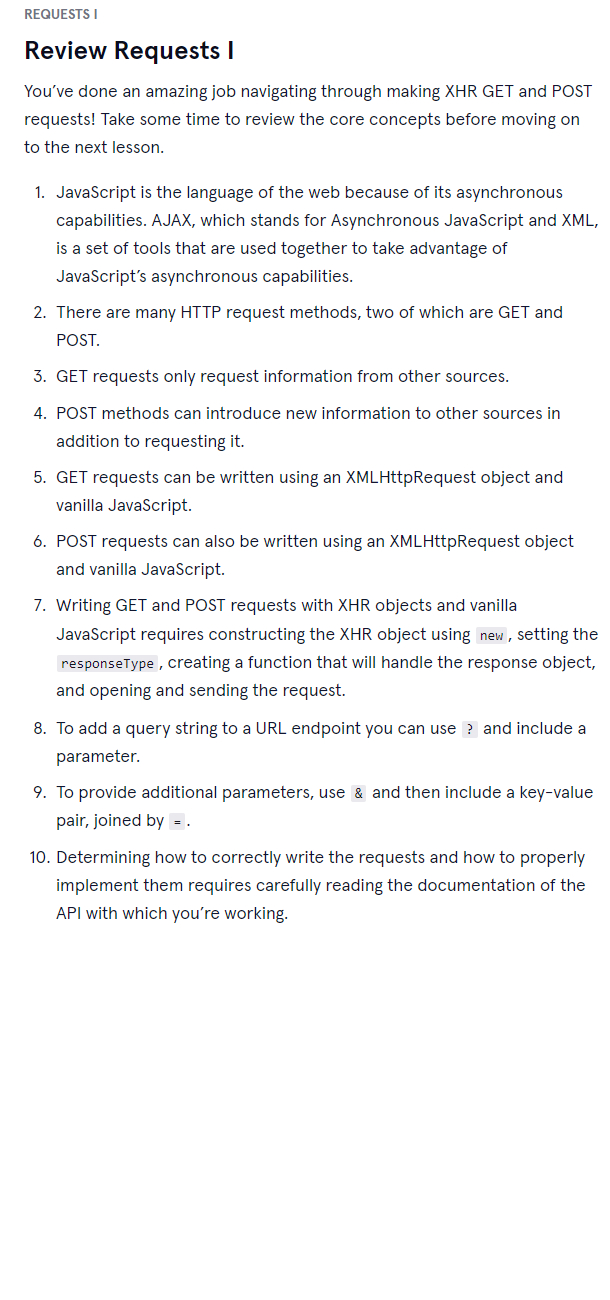 REQUESTS I
Review Requests I
You’ve done an amazing job navigating through making XHR GET and POST
requests! Take some time to review the core concepts before moving on
to the next lesson.
1. JavaScript is the language of the web because of its asynchronous
capabilities. AJAX, which stands for Asynchronous JavaScript and XML,
is a set of tools that are used together to take advantage of
JavaScript’s asynchronous capabilities.
2. There are many HTTP request methods, two of which are GET and
POST.
3. GET requests only request information from other sources.
4. POST methods can introduce new information to other sources in
addition to requesting it.
5. GET requests can be written using an XMLHttpRequest object and
vanilla JavaScript.
6. POST requests can also be written using an XMLHttpRequest object
and vanilla JavaScript.
7. Writing GET and POST requests with XHR objects and vanilla
JavaScript requires constructing the XHR object using new, setting the
responseType, creating a function that will handle the response object,
and opening and sending the request.
8. To add a query string to a URL endpoint you can use ? and include a
parameter.
9. To provide additional parameters, use & and then include a key-value
pair, joined by =.
10. Determining how to correctly write the requests and how to properly
implement them requires carefully reading the documentation of the
API with which you’re working.